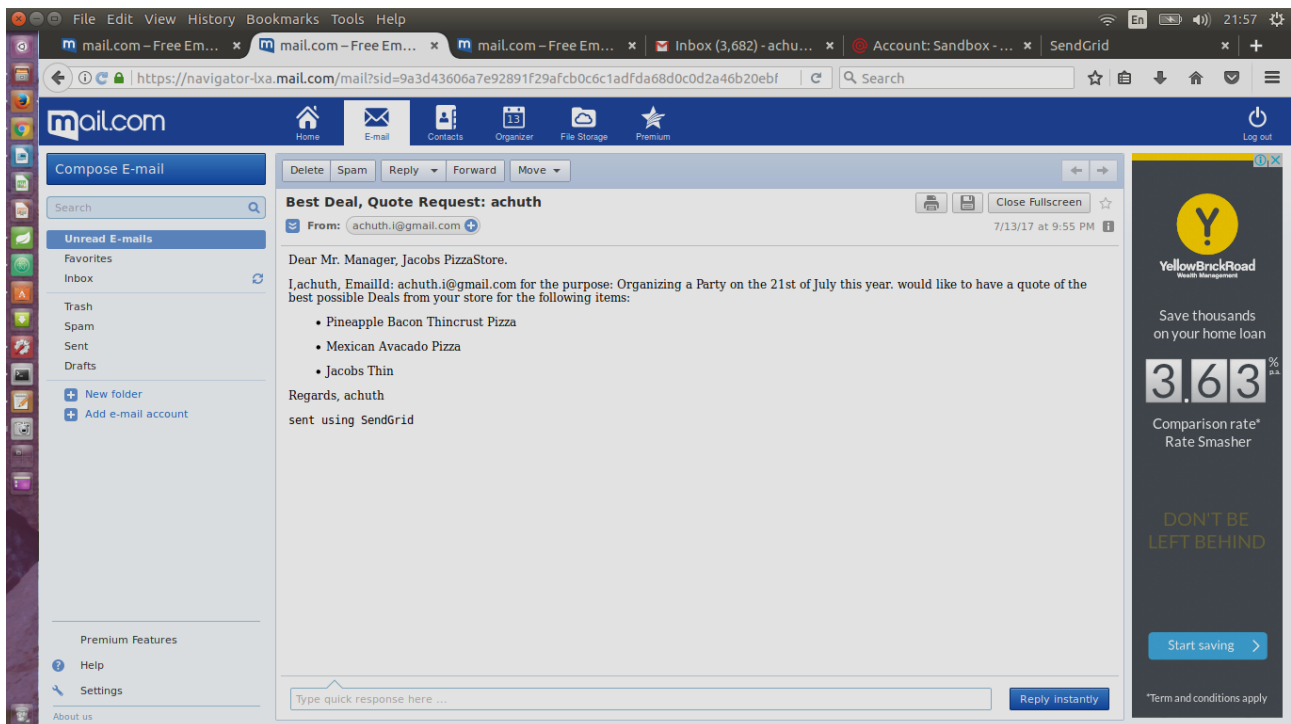 File Edit View History Bookmarks Tools Help
En 21:57
mail.com – Free Em... × mail.com – Free Em... × mail.com – Free Em... × Inbox (3,682) - achu... × Account: Sandbox - ... × SendGrid × +
https://navigator-lxa.mail.com/mail?sid=9a3d43606a7e92891f29afcb0c6c1adfda68d0c0d2a46b20ebf
Search
mail.com
Home
E-mail
Contacts
13
Organizer
File Storage
Premium
Log out
Compose E-mail
Search
Unread E-mails
Favorites
Inbox
Trash
Spam
Sent
Drafts
New folder
Add e-mail account
Premium Features
Help
Settings
About us
Delete Spam Reply Forward Move
Best Deal, Quote Request: achuth
Close Fullscreen
From: achuth.i@gmail.com
7/13/17 at 9:55 PM
Dear Mr. Manager, Jacobs PizzaStore.
I,achuth, EmailId: achuth.i@gmail.com for the purpose: Organizing a Party on the 21st of July this year. would like to have a quote of the
best possible Deals from your store for the following items:
• Pineapple Bacon Thincrust Pizza
• Mexican Avacado Pizza
• Jacobs Thin
Regards, achuth
sent using SendGrid
Type quick response here ...
Reply instantly
YellowBrickRoad
Wealth Management
Save thousands
on your home loan
3.63% p.a.
Comparison rate*
Rate Smasher
DON'T BE
LEFT BEHIND
Start saving
*Term and conditions apply